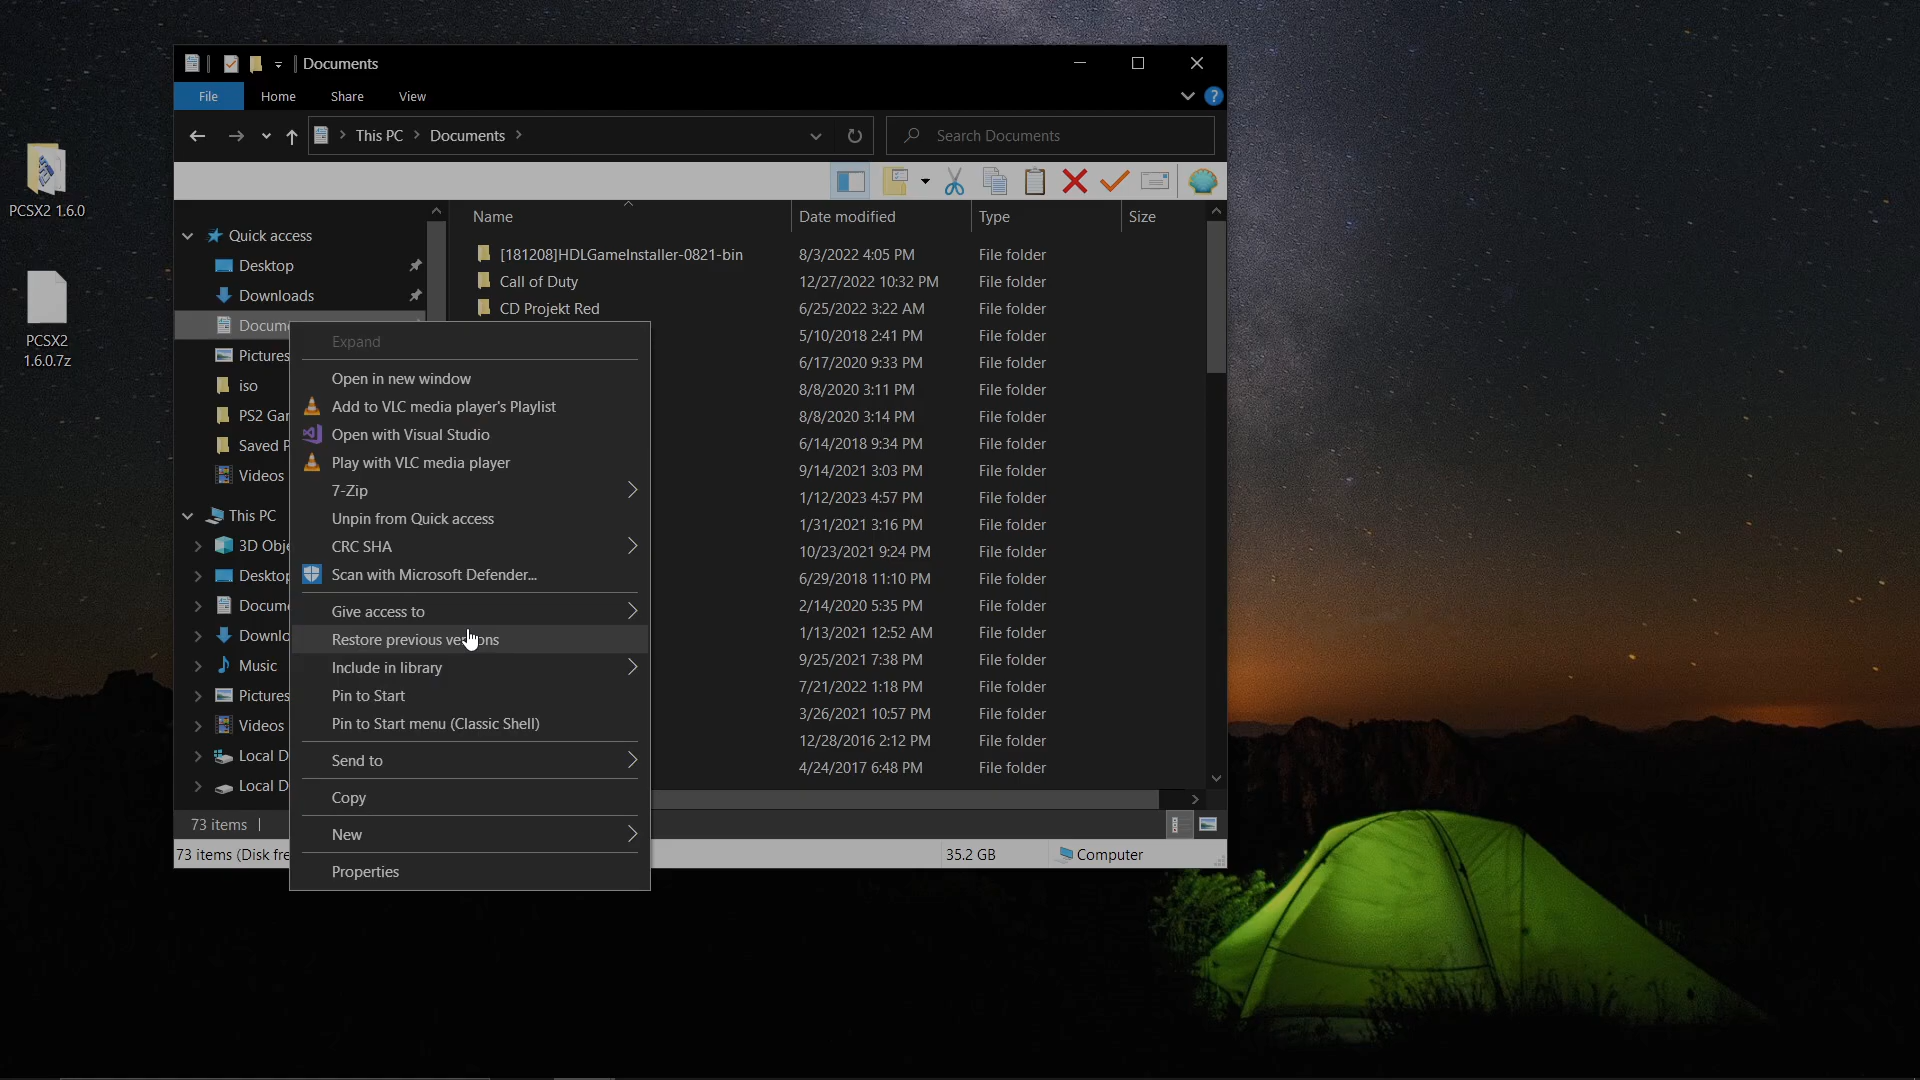 Documents
File Home Share View
This PC Documents
Search Documents
PCSX2 1.6.0
PCSX2
1.6.0.7z
Quick access
Desktop
Downloads
Pictures
iso
PS2
Videos
This PC
Music
Pictures
Videos
Local
Local
Name Date modified Type Size
[181208]HDLGameInstaller-0821-bin 8/3/2022 4:05 PM File folder
Call of Duty 12/27/2022 10:32 PM File folder
CD Projekt Red 6/25/2022 3:22 AM File folder
5/10/2018 2:41 PM File folder
6/17/2020 9:33 PM File folder
8/8/2020 3:11 PM File folder
8/8/2020 3:14 PM File folder
6/14/2018 9:34 PM File folder
9/14/2021 3:03 PM File folder
1/12/2023 4:57 PM File folder
1/31/2021 3:16 PM File folder
10/23/2021 9:24 PM File folder
6/29/2018 11:10 PM File folder
2/14/2020 5:35 PM File folder
1/13/2021 12:52 AM File folder
9/25/2021 7:38 PM File folder
7/21/2022 1:18 PM File folder
3/26/2021 10:57 PM File folder
12/28/2016 2:12 PM File folder
4/24/2017 6:48 PM File folder
Expand
Open in new window
Add to VLC media player's Playlist
Open with Visual Studio
Play with VLC media player
7-Zip
Unpin from Quick access
CRC SHA
Scan with Microsoft Defender...
Give access to
Restore previous versions
Include in library
Pin to Start
Pin to Start menu (Classic Shell)
Send to
Copy
New
Properties
73 items
73 items (Disk fre 35.2 GB Computer